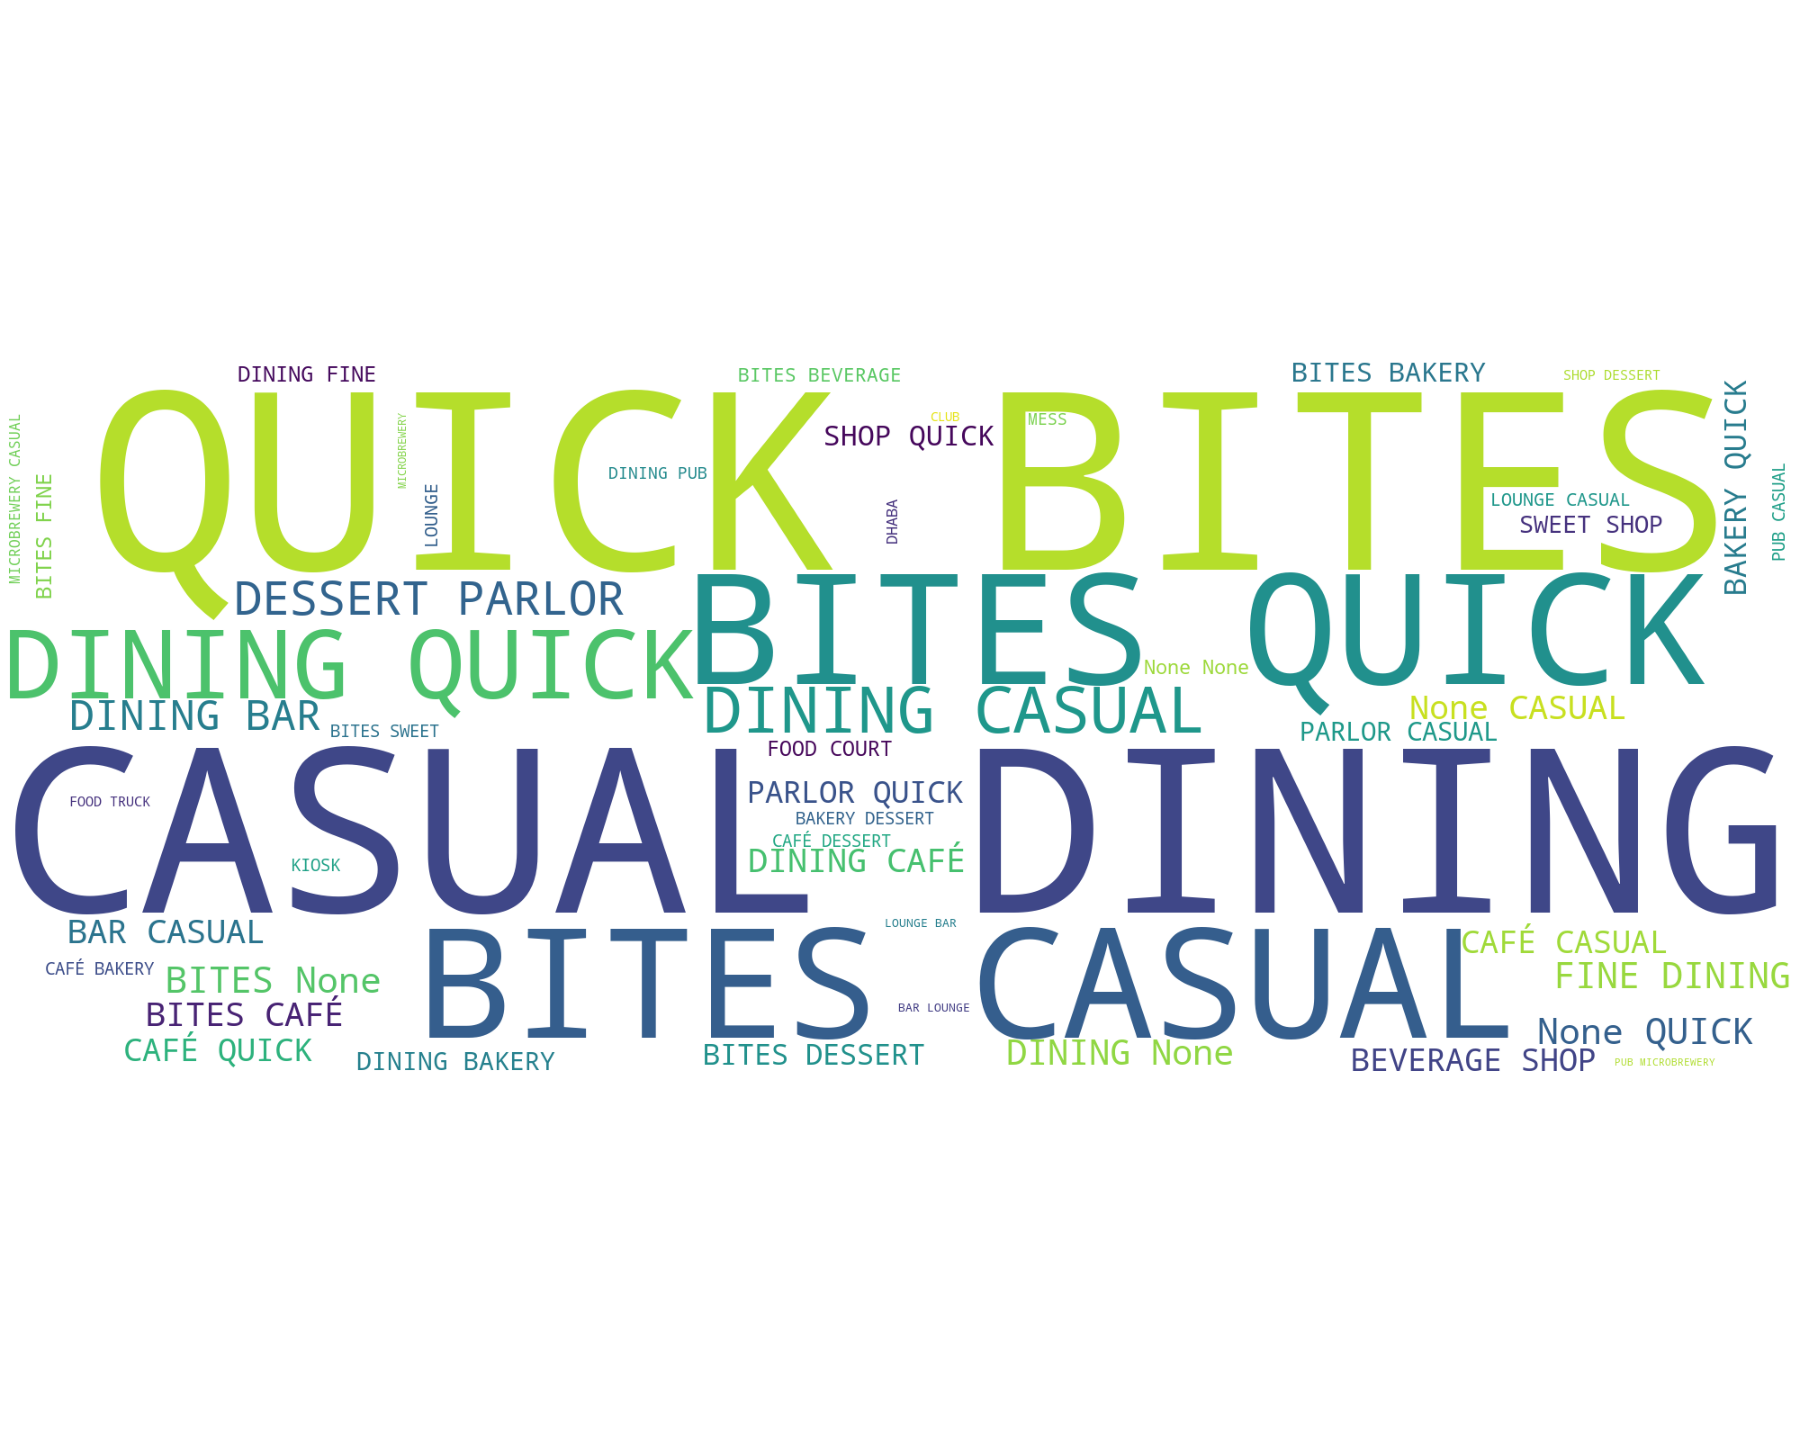 DINING FINE
BITES BEVERAGE
BITES BAKERY
SHOP DESSERT
QUICK BITES
MICROBREWERY CASUAL
BITES FINE
MICROBREWERY
LOUNGE
DINING PUB
CLUB
MESS
SHOP QUICK
DHABA
LOUNGE CASUAL
SWEET SHOP
BAKERY QUICK
PUB CASUAL
DESSERT PARLOR
BITES QUICK
DINING QUICK
None None
DINING CASUAL
None CASUAL
DINING BAR
BITES SWEET
PARLOR CASUAL
FOOD COURT
CASUAL DINING
FOOD TRUCK
PARLOR QUICK
BAKERY DESSERT
CAFÉ DESSERT
DINING CAFÉ
KIOSK
LOUNGE BAR
BAR CASUAL
BITES CASUAL
CAFÉ CASUAL
CAFÉ BAKERY
BITES None
FINE DINING
BAR LOUNGE
BITES CAFÉ
None QUICK
CAFÉ QUICK
DINING BAKERY
BITES DESSERT
DINING None
BEVERAGE SHOP
PUB MICROBREWERY